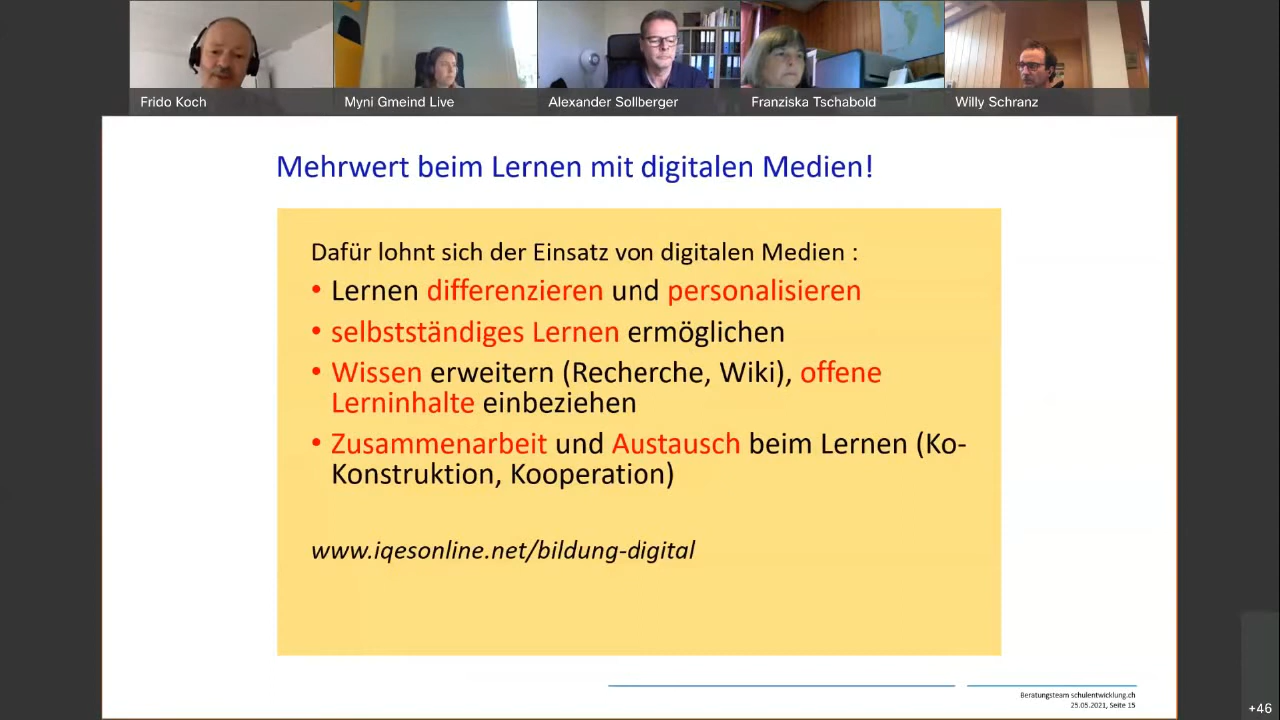 Frido Koch
Myni Gmeind Live
Alexander Sollberger
Franziska Tschabold
Willy Schranz
Mehrwert beim Lernen mit digitalen Medien!
Dafür lohnt sich der Einsatz von digitalen Medien :
• Lernen differenzieren und personalisieren
• selbstständiges Lernen ermöglichen
• Wissen erweitern (Recherche, Wiki), offene
Lerninhalte einbeziehen
• Zusammenarbeit und Austausch beim Lernen (Ko-
Konstruktion, Kooperation)
www.iqesonline.net/bildung-digital
Beratungsteam schulentwicklung.ch
25.05.2021, Seite 15
+46